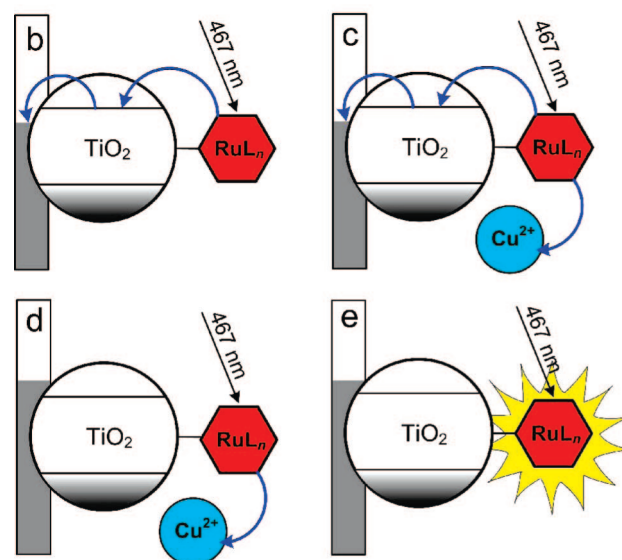 b
467 nm
TiO₂
RuLₙ
c
467 nm
TiO₂
RuLₙ
Cu²⁺
d
467 nm
TiO₂
RuLₙ
Cu²⁺
e
467 nm
TiO₂
RuLₙ